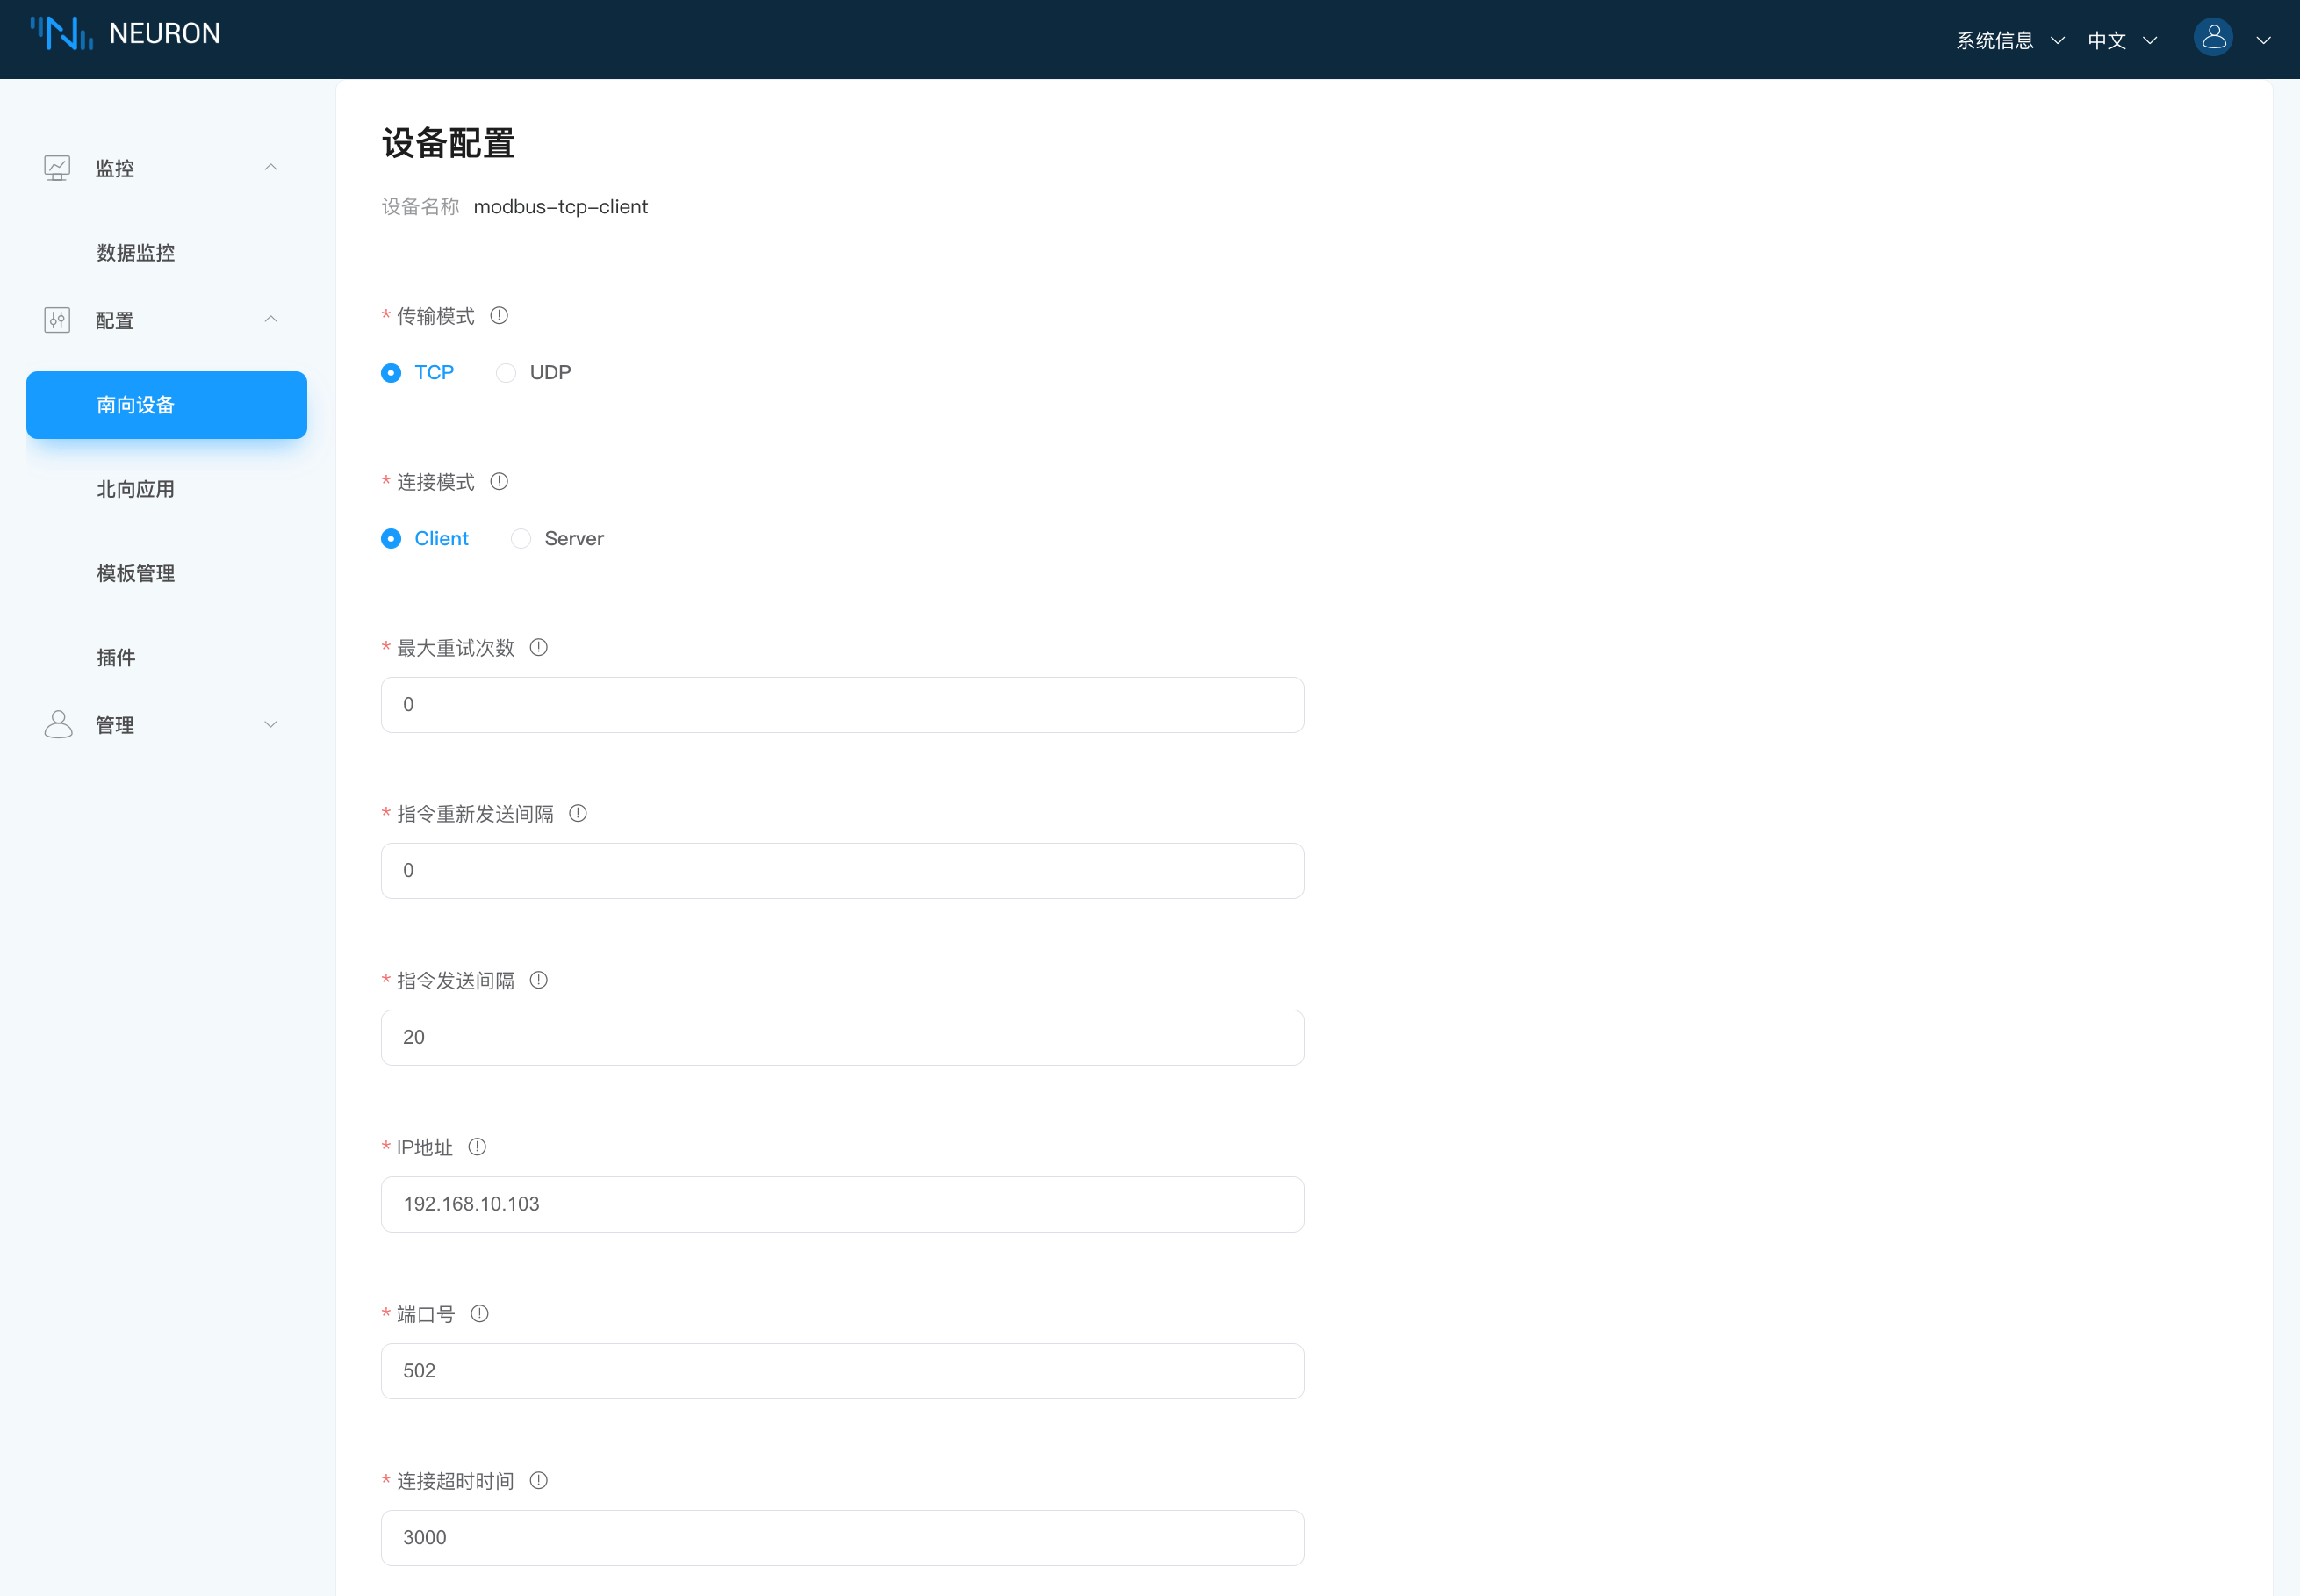 NEURON
系统信息
中文
监控
数据监控
配置
南向设备
北向应用
模板管理
插件
管理
设备配置
设备名称 modbus-tcp-client
* 传输模式
TCP UDP
* 连接模式
Client Server
* 最大重试次数
0
* 指令重新发送间隔
0
* 指令发送间隔
20
* IP地址
192.168.10.103
* 端口号
502
* 连接超时时间
3000